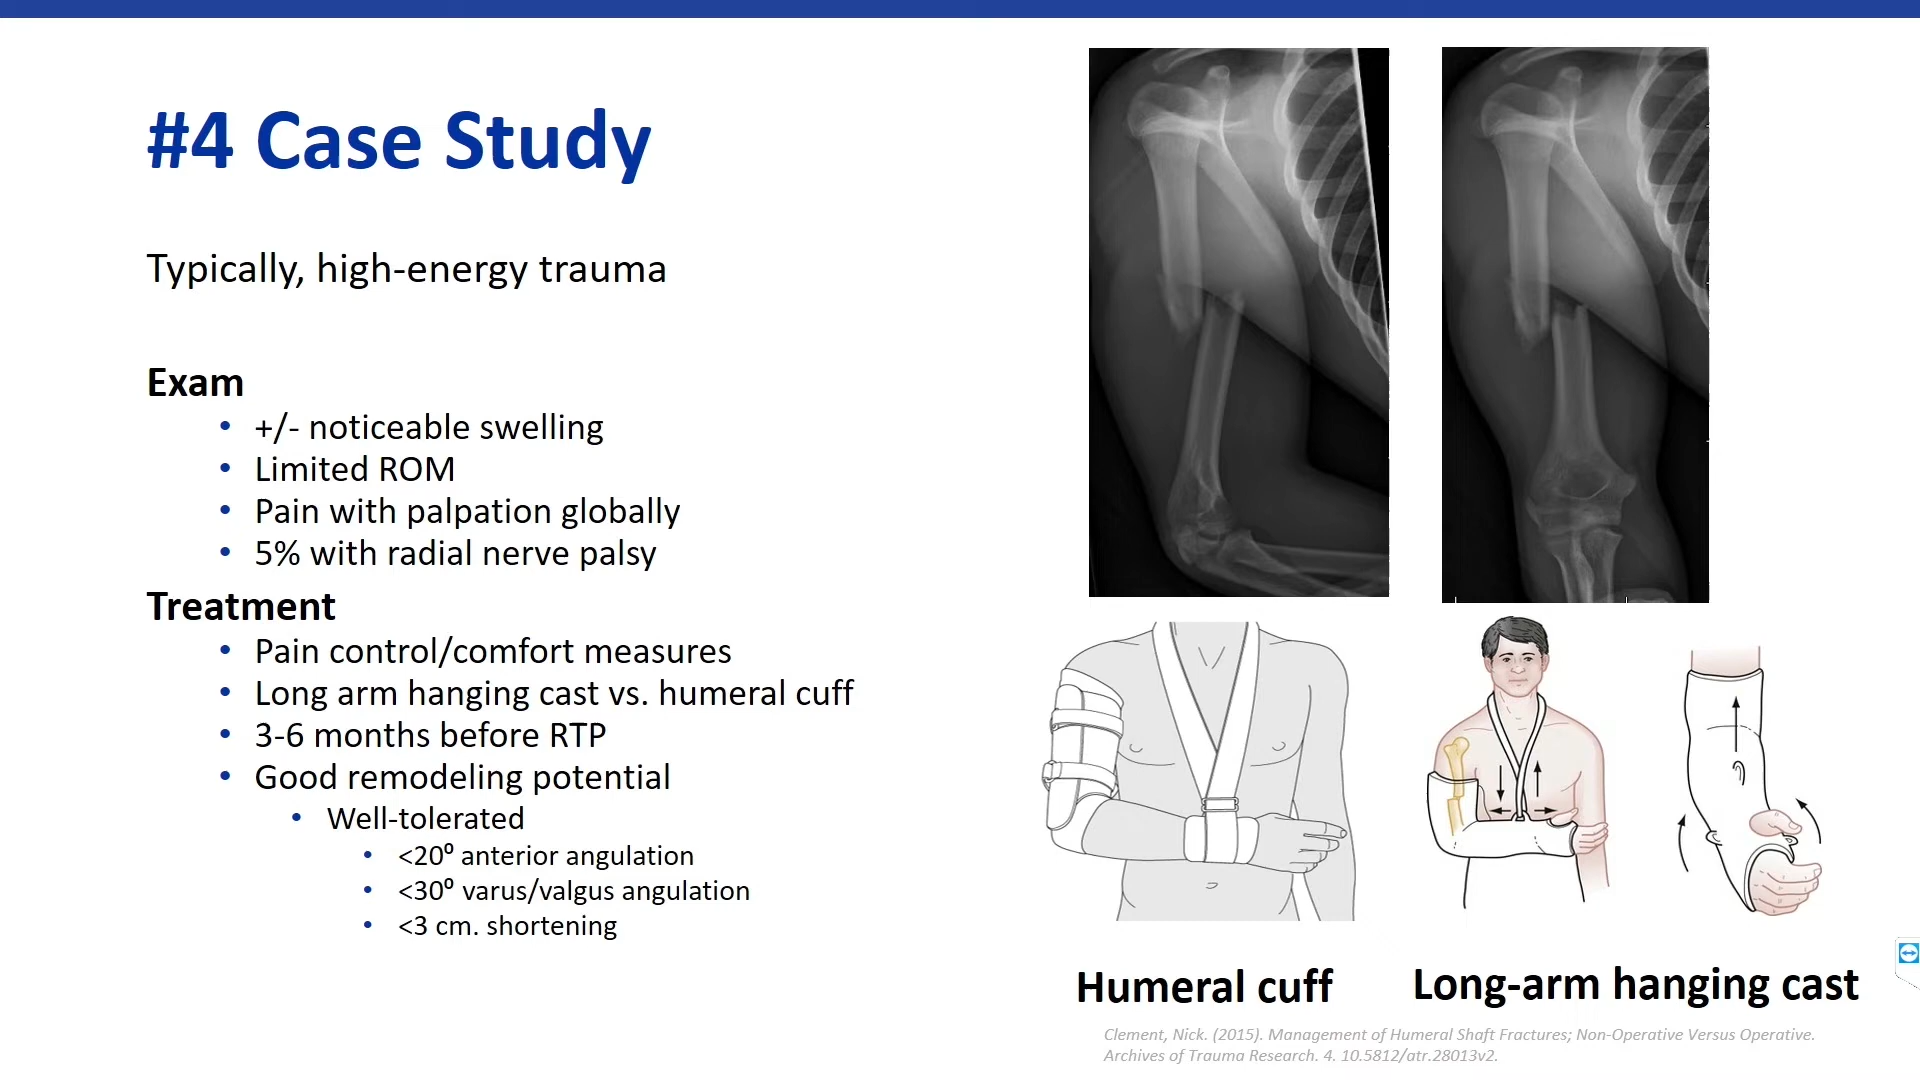 #4 Case Study
Typically, high-energy trauma
Exam
• +/- noticeable swelling
• Limited ROM
• Pain with palpation globally
• 5% with radial nerve palsy
Treatment
• Pain control/comfort measures
• Long arm hanging cast vs. humeral cuff
• 3-6 months before RTP
• Good remodeling potential
• Well-tolerated
• <20⁰ anterior angulation
• <30⁰ varus/valgus angulation
• <3 cm. shortening
Humeral cuff
Long-arm hanging cast
Clement, Nick. (2015). Management of Humeral Shaft Fractures; Non-Operative Versus Operative.
Archives of Trauma Research. 4. 10.5812/atr.28013v2.